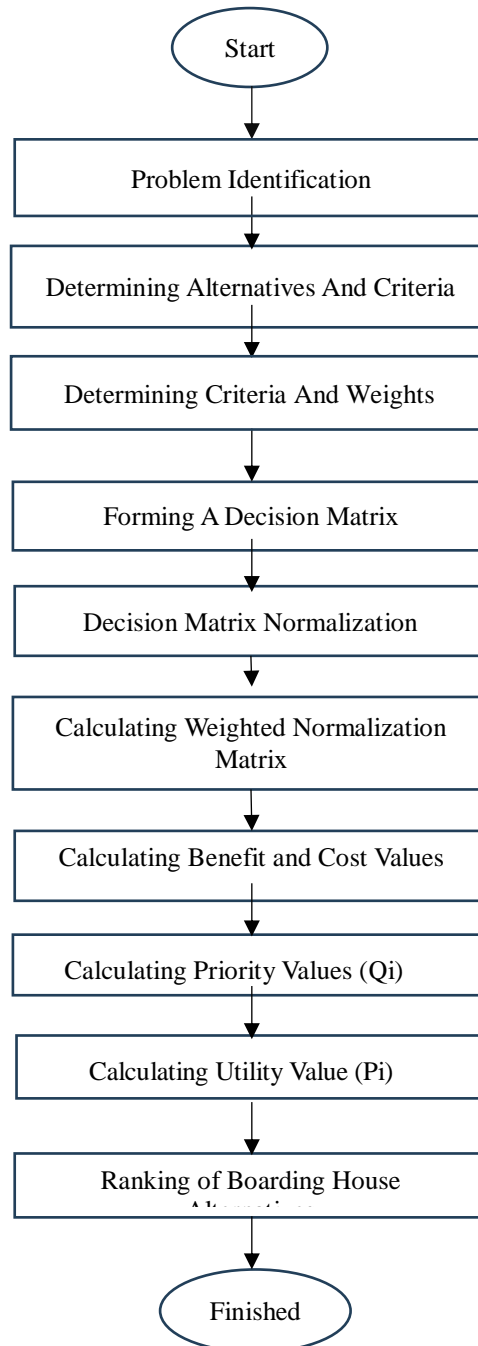 Start
Problem Identification
Determining Alternatives And Criteria
Determining Criteria And Weights
Forming A Decision Matrix
Decision Matrix Normalization
Calculating Weighted Normalization
Matrix
Calculating Benefit and Cost Values
Calculating Priority Values (Qi)
Calculating Utility Value (Pi)
Ranking of Boarding House
Finished